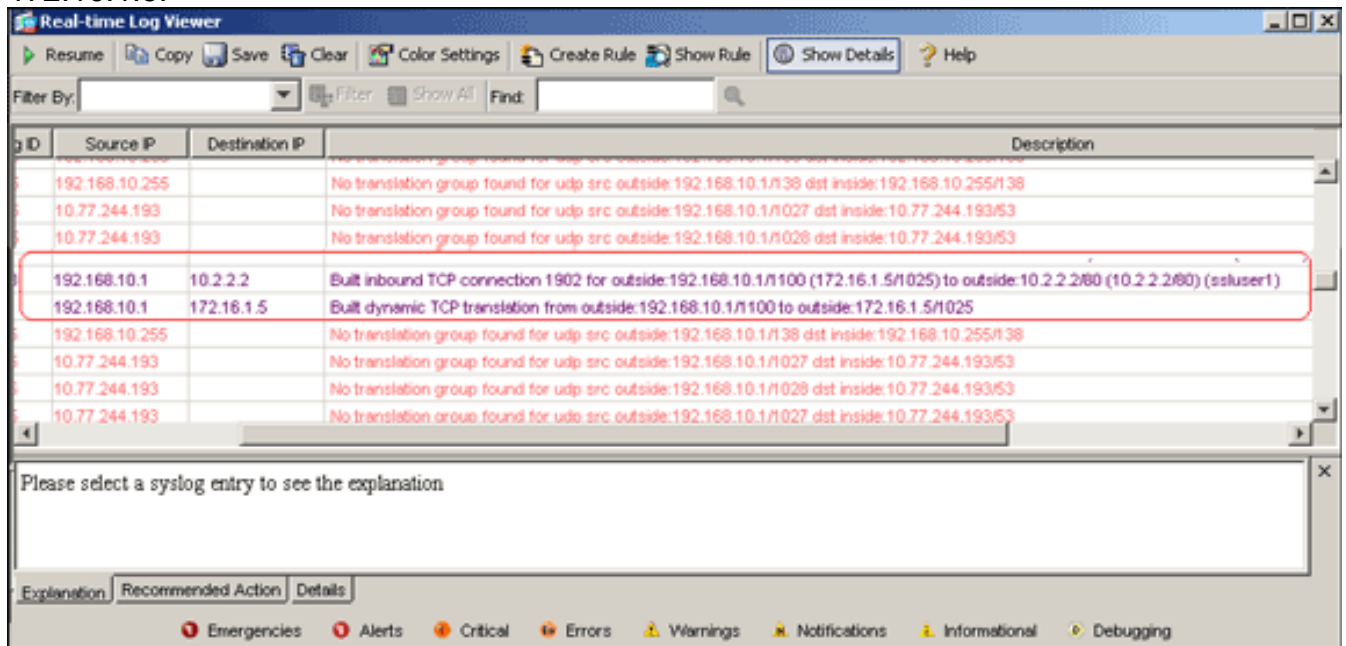 Real-time Log Viewer
Resume Copy Save Clear Color Settings Create Rule Show Rule Show Details Help
Filter By: Filter Show All Find:
g ID Source IP Destination IP Description
192.168.10.255 No translation group found for udp src outside:192.168.10.1/138 dst inside:192.168.10.255/138
10.77.244.193 No translation group found for udp src outside:192.168.10.1/1027 dst inside:10.77.244.193/53
10.77.244.193 No translation group found for udp src outside:192.168.10.1/1028 dst inside:10.77.244.193/53
192.168.10.1 10.2.2.2 Built inbound TCP connection 1902 for outside:192.168.10.1/1100 (172.16.1.5/1025) to outside:10.2.2.2/80 (10.2.2.2/80) (ssluser1)
192.168.10.1 172.16.1.5 Built dynamic TCP translation from outside:192.168.10.1/1100 to outside:172.16.1.5/1025
192.168.10.255 No translation group found for udp src outside:192.168.10.1/138 dst inside:192.168.10.255/138
10.77.244.193 No translation group found for udp src outside:192.168.10.1/1027 dst inside:10.77.244.193/53
10.77.244.193 No translation group found for udp src outside:192.168.10.1/1028 dst inside:10.77.244.193/53
10.77.244.193 No translation group found for udp src outside:192.168.10.1/1027 dst inside:10.77.244.193/53
Please select a syslog entry to see the explanation
Explanation Recommended Action Details
Emergencies Alerts Critical Errors Warnings Notifications Informational Debugging